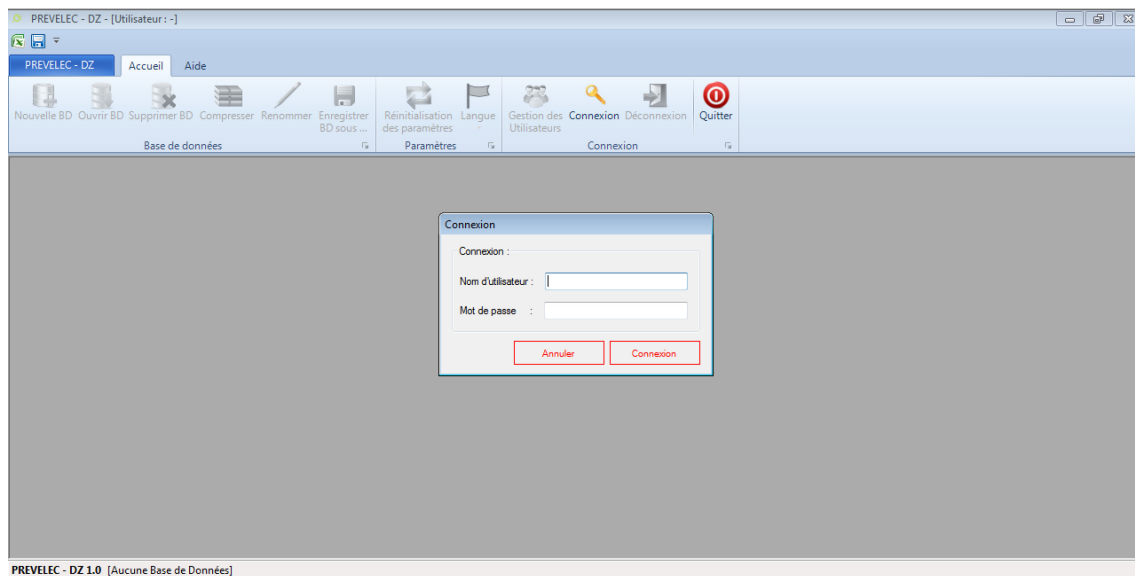 PREVELEC - DZ - [Utilisateur : -]
PREVELEC - DZ Accueil Aide
Nouvelle BD Ouvrir BD Supprimer BD Compresser Renommer Enregistrer BD sous ... Réinitialisation des paramètres Langue Gestion des Utilisateurs Connexion Déconnexion Quitter
Base de données Paramètres Connexion
Connexion
Connexion :
Nom d'utilisateur :
Mot de passe :
Annuler Connexion
PREVELEC - DZ 1.0 [Aucune Base de Données]